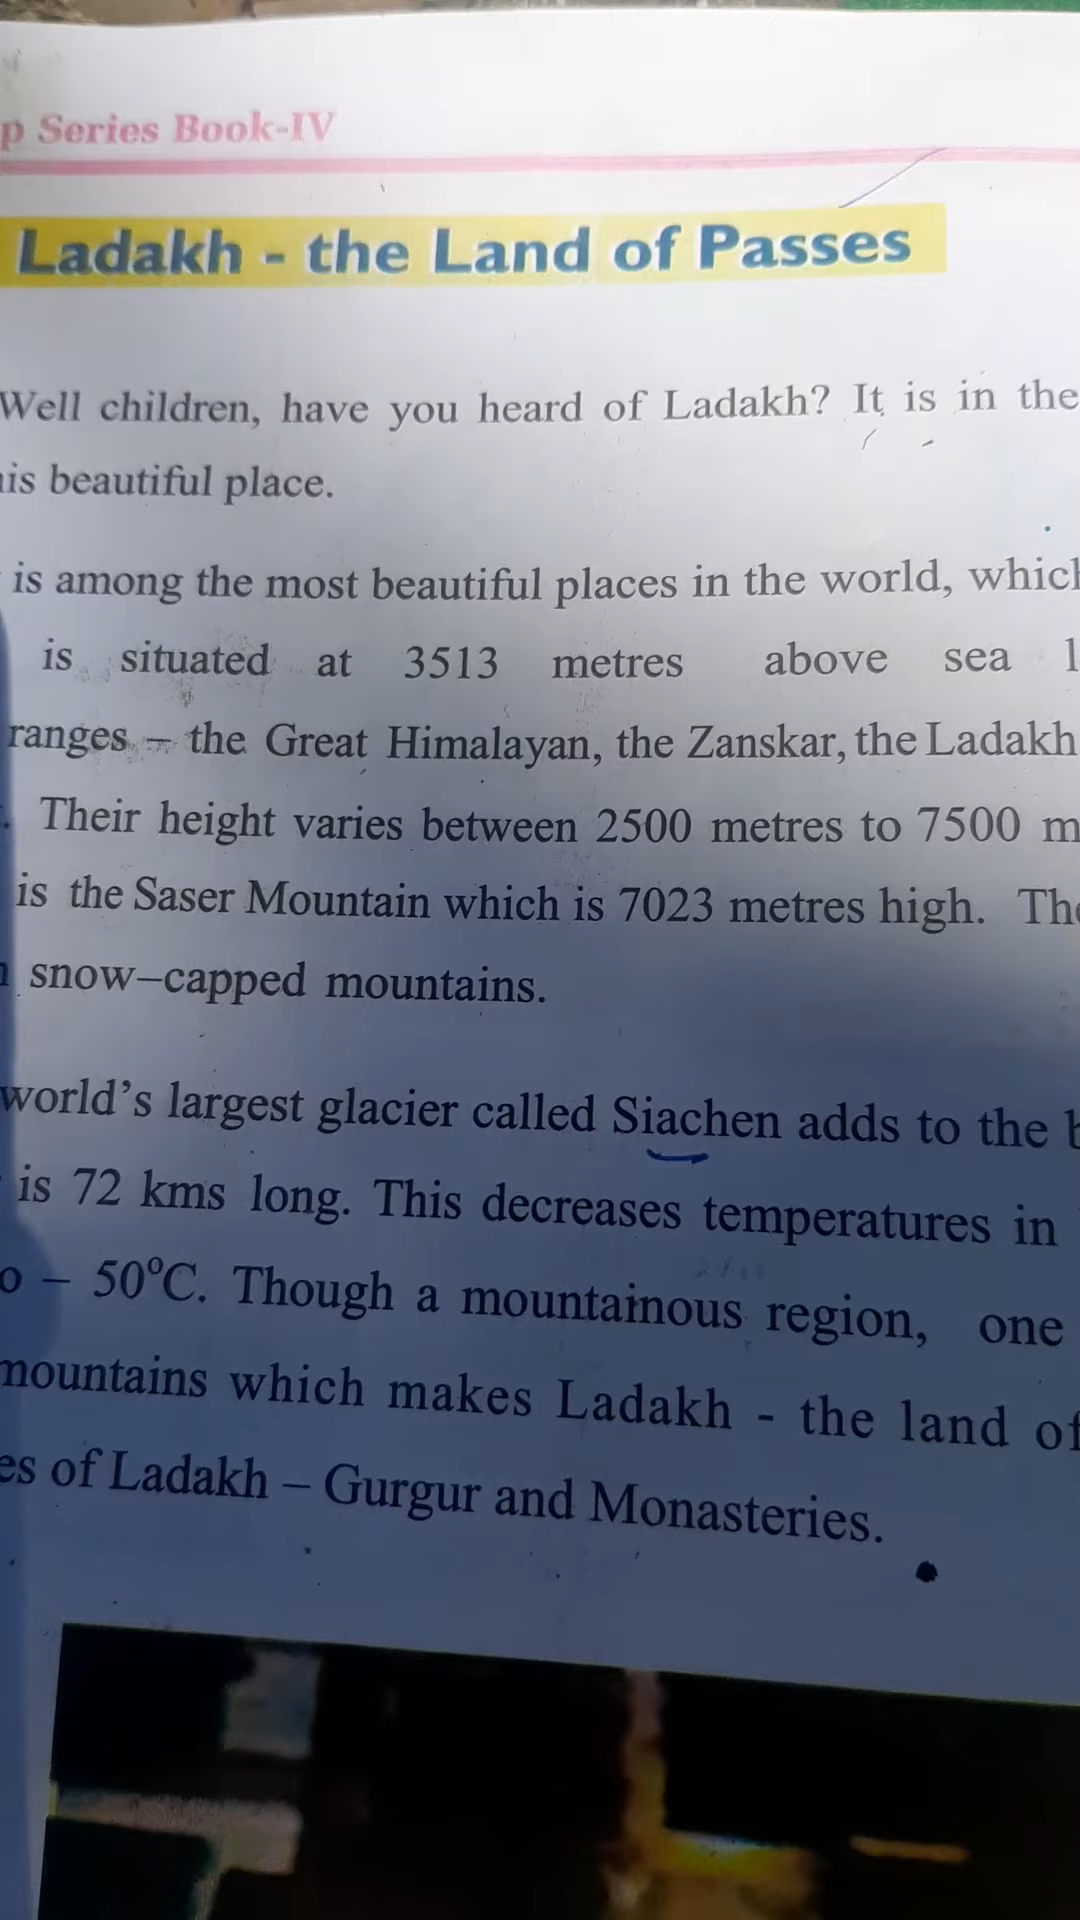 Series Book-IV
Ladakh - the Land of Passes
Well children, have you heard of Ladakh? It is in the
beautiful place.
is among the most beautiful places in the world,
is situated at 3513 metres above sea
ranges – the Great Himalayan, the Zanskar, the Ladakh
. Their height varies between 2500 metres to 7500
is the Saser Mountain which is 7023 metres high.
snow–capped mountains.
world's largest glacier called Siachen adds to the
is 72 kms long. This decreases temperatures in
– 50°C. Though a mountainous region, one
mountains which makes Ladakh - the land of
of Ladakh – Gurgur and Monasteries.